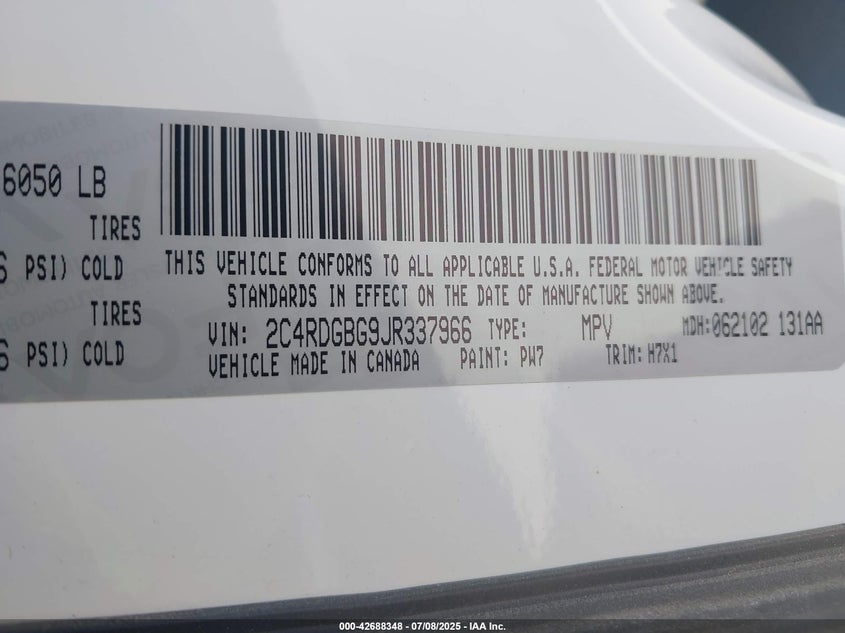 6050 LB
TIRES
6 PSI) COLD
TIRES
6 PSI) COLD
THIS VEHICLE CONFORMS TO ALL APPLICABLE U.S.A. FEDERAL MOTOR VEHICLE SAFETY
STANDARDS IN EFFECT ON THE DATE OF MANUFACTURE SHOWN ABOVE.
VIN: 2C4RDGBG9JR337966 TYPE: MPV MDH:062102 131AA
VEHICLE MADE IN CANADA PAINT: PW7 TRIM: H7X1
000-42688348 - 07/08/2025 - IAA Inc.